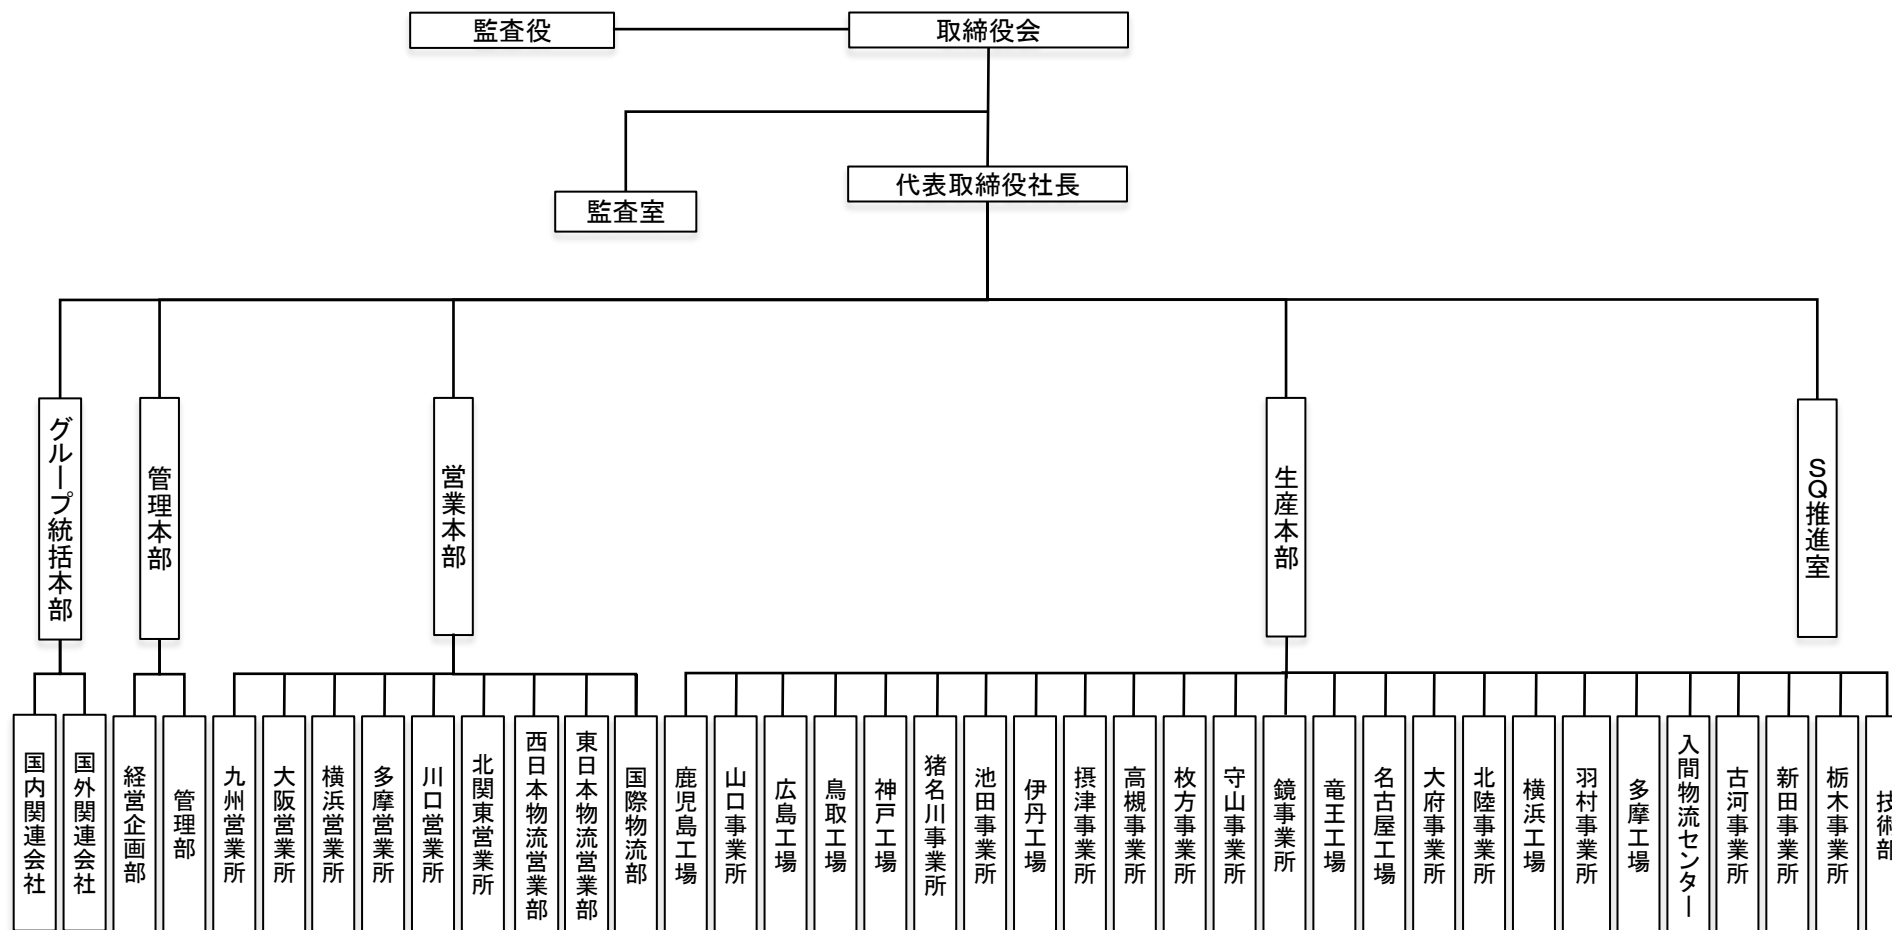 監査役
取締役会
代表取締役社長
監査室
グループ統括本部
管理本部
営業本部
生産本部
SQ推進室
国内関連会社
国外関連会社
経営企画部
管理部
九州営業所
大阪営業所
横浜営業所
多摩営業所
川口営業所
北関東営業所
西日本物流営業部
東日本物流営業部
国際物流部
鹿児島工場
山口事業所
広島工場
鳥取工場
神戸工場
猪名川事業所
池田事業所
伊丹工場
摂津事業所
高槻事業所
枚方事業所
守山事業所
鏡事業所
竜王工場
名古屋工場
大府事業所
北陸事業所
横浜工場
羽村事業所
多摩工場
入間物流センター
古河事業所
新田事業所
栃木事業所
技術部